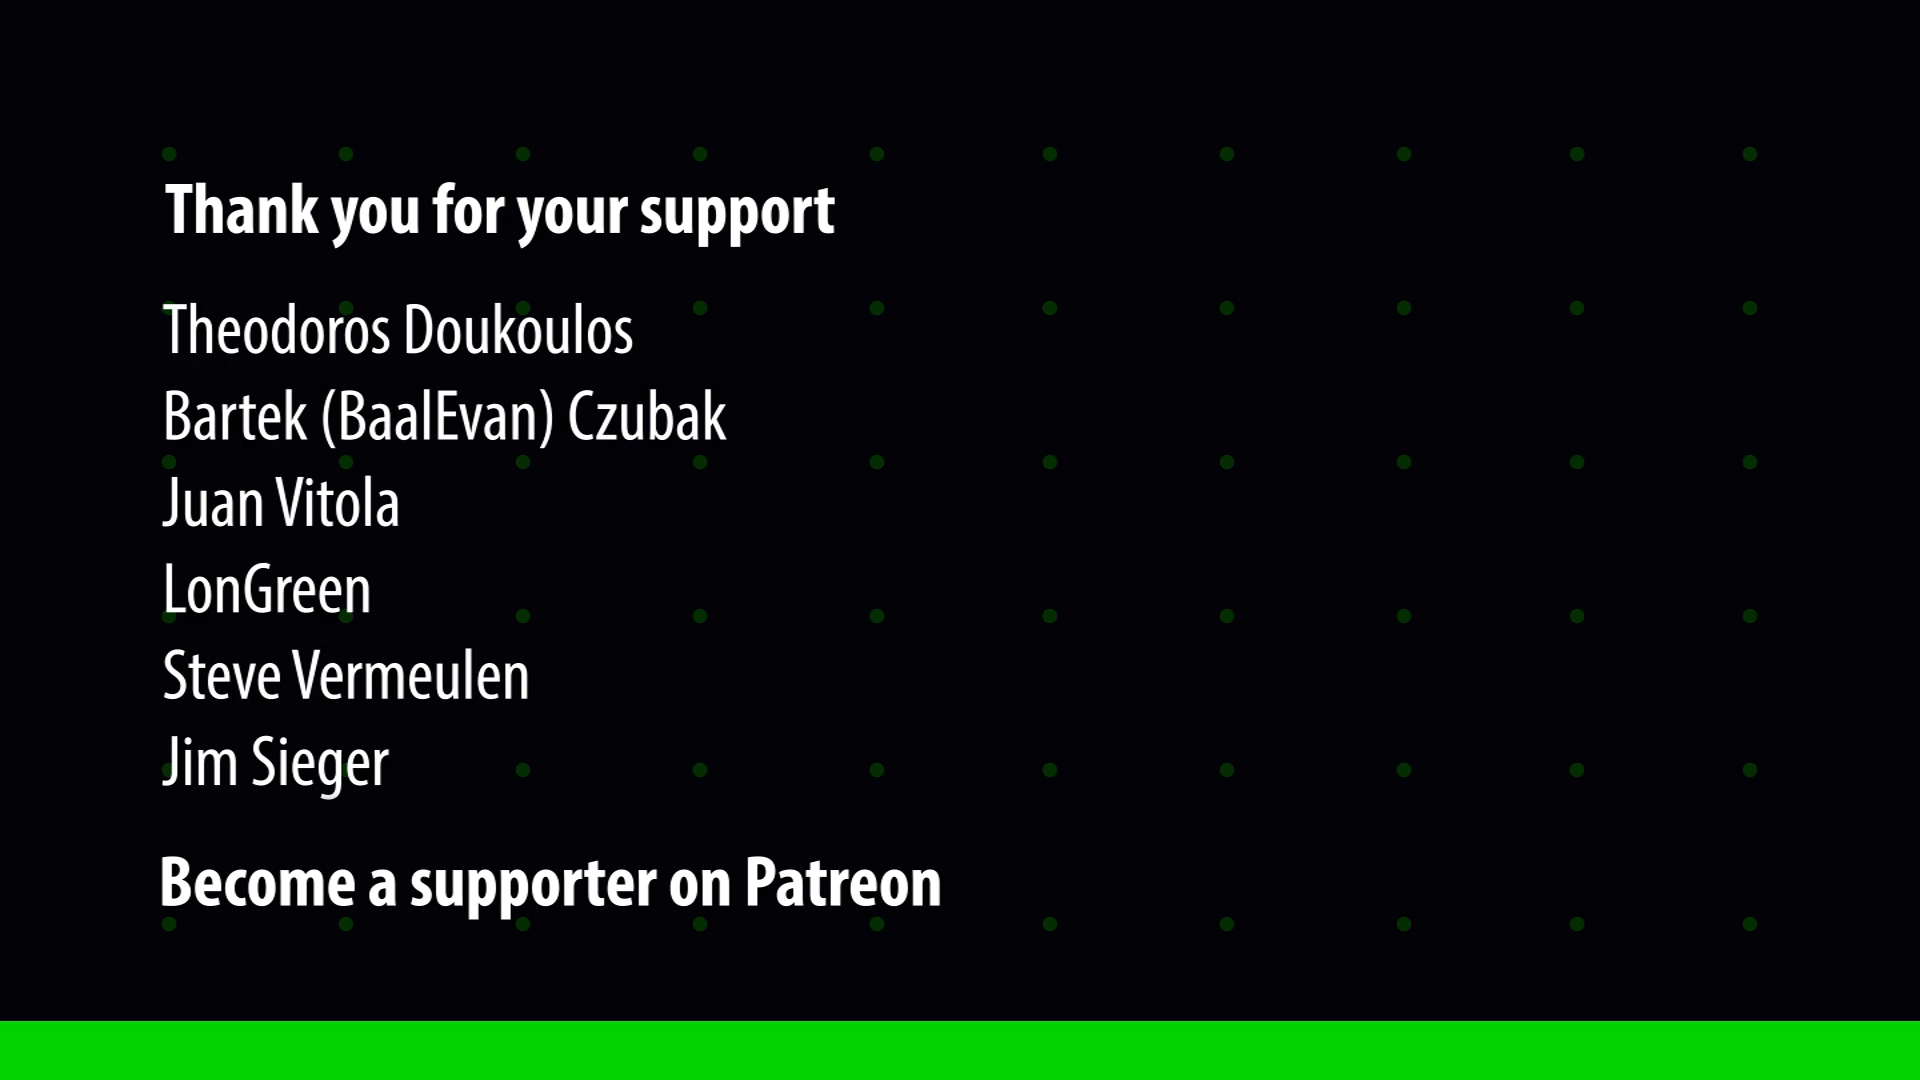 Thank you for your support
Theodoros Doukoulos
Bartek (BaalEvan) Czubak
Juan Vitola
LonGreen
Steve Vermeulen
Jim Sieger
Become a supporter on Patreon